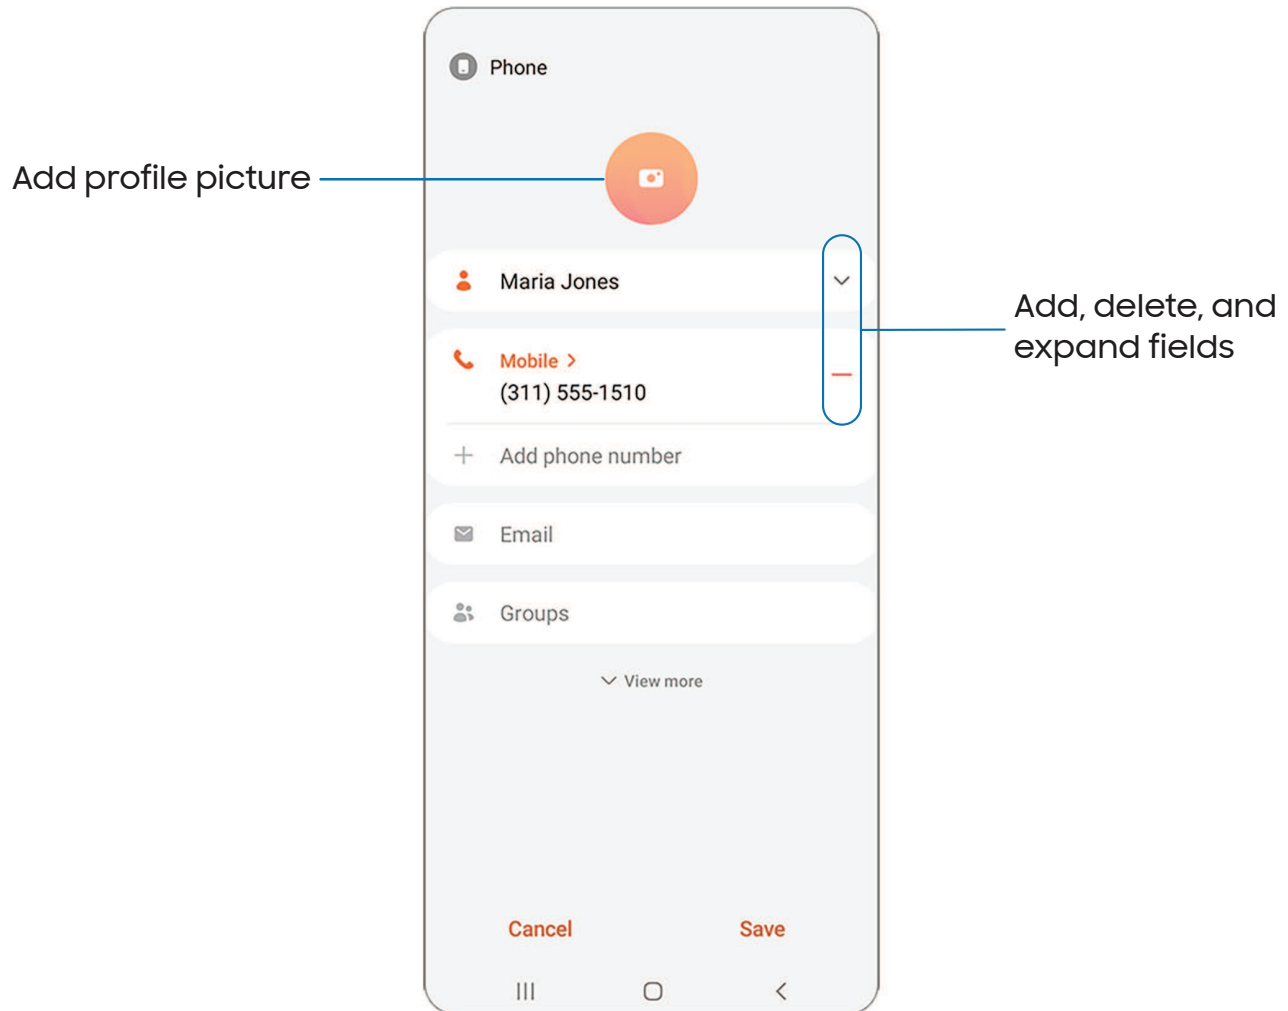 Phone
Add profile picture
Maria Jones
Add, delete, and
expand fields
Mobile >
(311) 555-1510
Add phone number
Email
Groups
View more
Cancel
Save